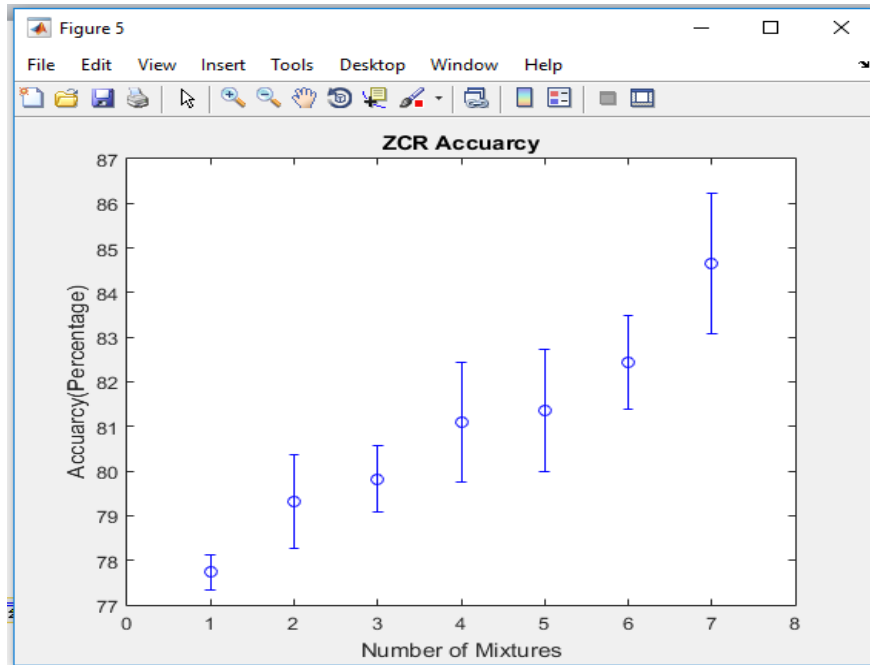 Figure 5
File Edit View Insert Tools Desktop Window Help
ZCR Accuarcy
87
86
85
84
83
82
81
80
79
78
77
Accuarcy(Percentage)
0 1 2 3 4 5 6 7 8
Number of Mixtures